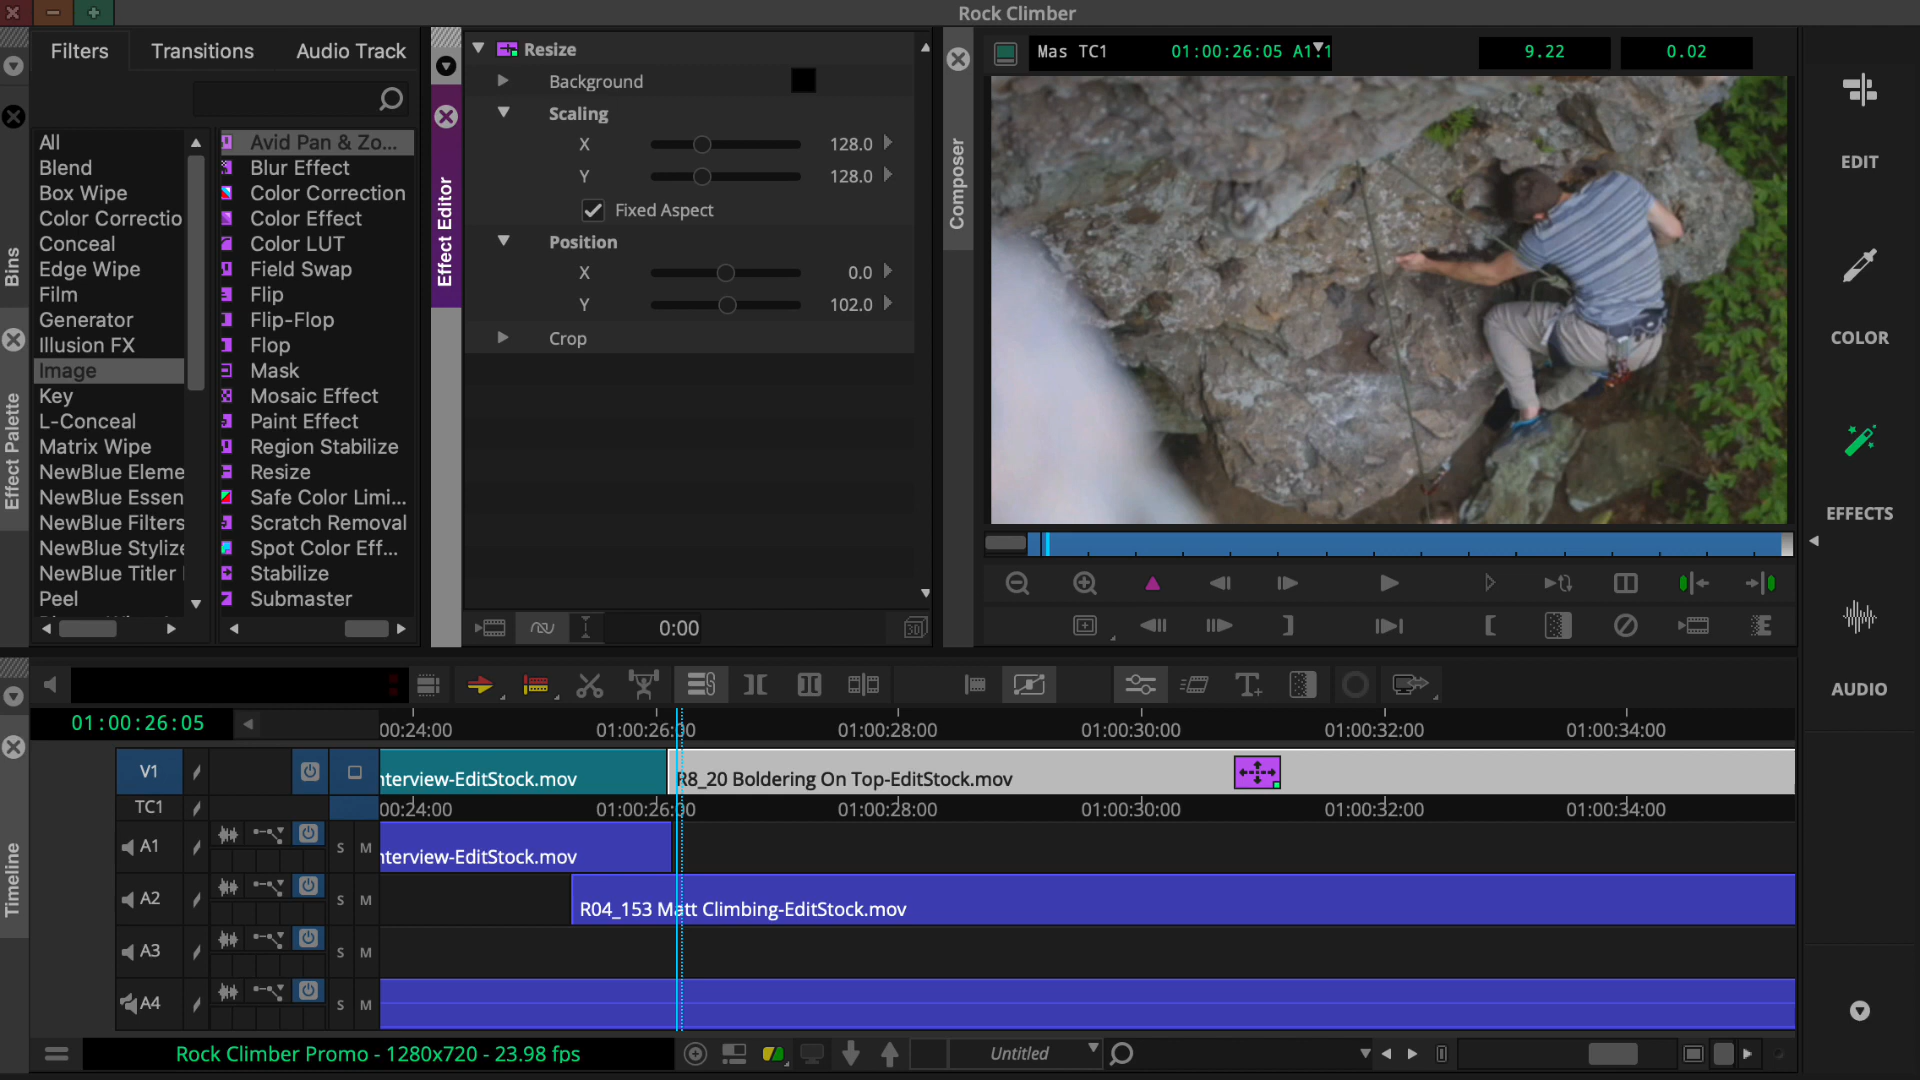 Rock Climber
Filters
Transitions
Audio Track
All
Blend
Box Wipe
Color Correctio
Conceal
Edge Wipe
Film
Generator
Illusion FX
Image
Key
L-Conceal
Matrix Wipe
NewBlue Eleme
NewBlue Essen
NewBlue Filters
NewBlue Stylize
NewBlue Titler
Peel
Avid Pan & Zo...
Blur Effect
Color Correction
Color Effect
Color LUT
Field Swap
Flip
Flip-Flop
Flop
Mask
Mosaic Effect
Paint Effect
Region Stabilize
Resize
Safe Color Limi...
Scratch Removal
Spot Color Eff...
Stabilize
Submaster
Bins
Effect Palette
Effect Editor
Resize
Background
Scaling
X 128.0
Y 128.0
Fixed Aspect
Position
X 0.0
Y 102.0
Crop
0:00
3D
Composer
Mas TC1 01:00:26:05 A1 1
9.22
0.02
EDIT
COLOR
EFFECTS
AUDIO
Timeline
01:00:26:05
00:24:00 01:00:26:00 01:00:28:00 01:00:30:00 01:00:32:00 01:00:34:00
V1
nterview-EditStock.mov
R8_20 Boldering On Top-EditStock.mov
TC1
00:24:00 01:00:26:00 01:00:28:00 01:00:30:00 01:00:32:00 01:00:34:00
A1 S M
nterview-EditStock.mov
A2 S M
R04_153 Matt Climbing-EditStock.mov
A3 S M
A4 S M
Rock Climber Promo - 1280x720 - 23.98 fps
Untitled